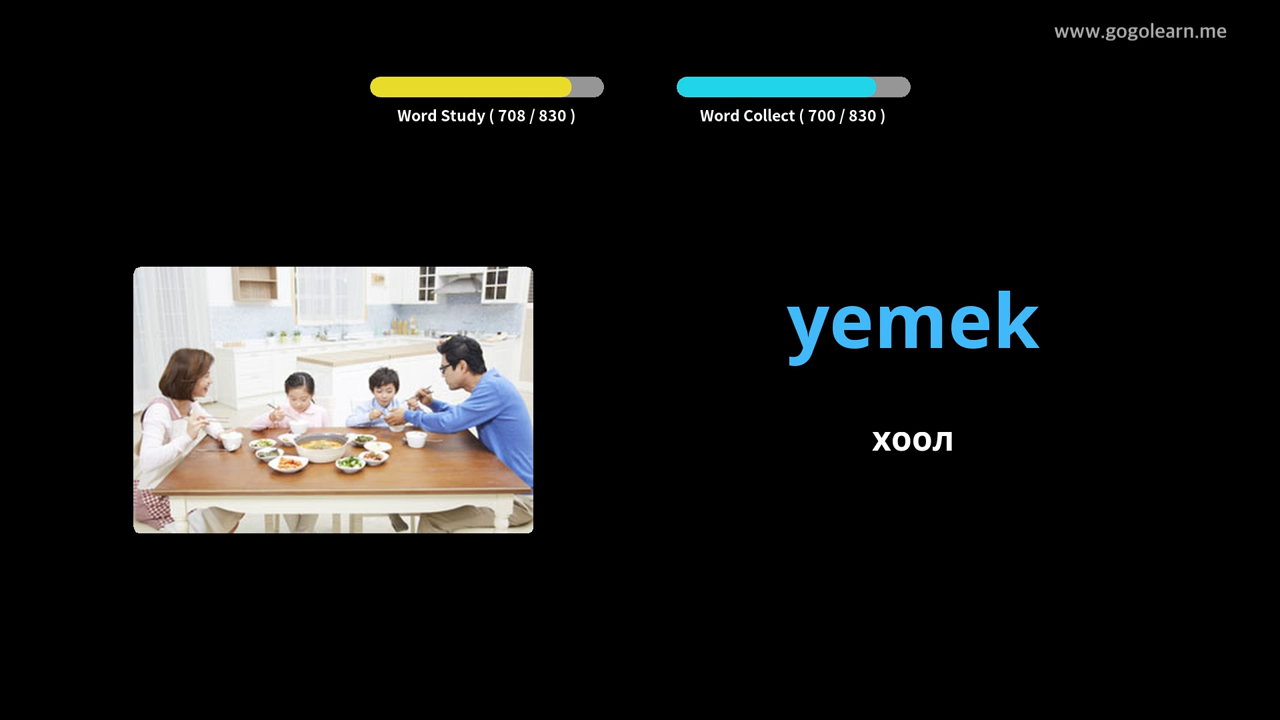 www.gogolearn.me
Word Study ( 708 / 830 )
Word Collect ( 700 / 830 )
yemek
хоол